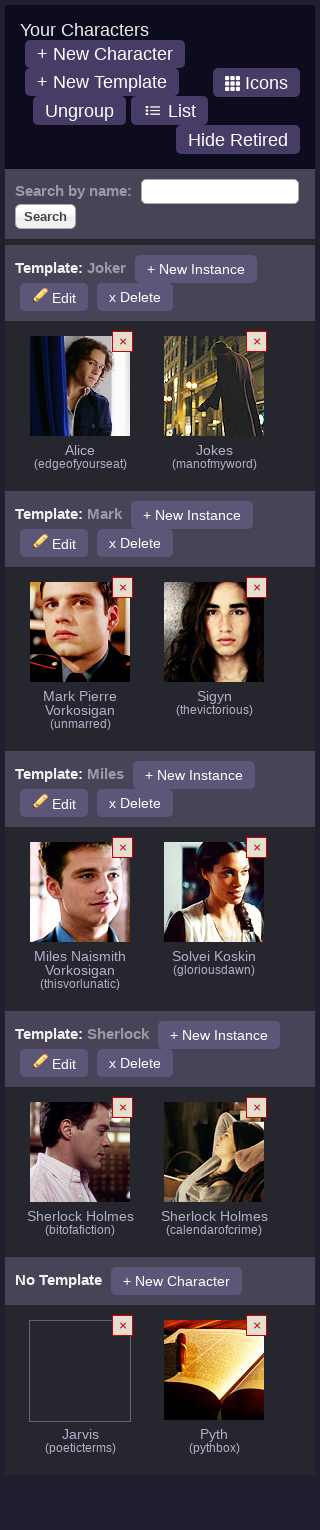 Your Characters
+ New Character
+ New Template
Icons
Ungroup
List
Hide Retired
Search by name:
Search
Template: Joker + New Instance
Edit x Delete
× ×
Alice Jokes
(edgeofyourseat) (manofmyword)
Template: Mark + New Instance
Edit x Delete
× ×
Mark Pierre Sigyn
Vorkosigan (thevictorious)
(unmarred)
Template: Miles + New Instance
Edit x Delete
× ×
Miles Naismith Solvei Koskin
Vorkosigan (gloriousdawn)
(thisvorlunatic)
Template: Sherlock + New Instance
Edit x Delete
× ×
Sherlock Holmes Sherlock Holmes
(bitofafiction) (calendarofcrime)
No Template + New Character
× ×
Jarvis Pyth
(poeticterms) (pythbox)